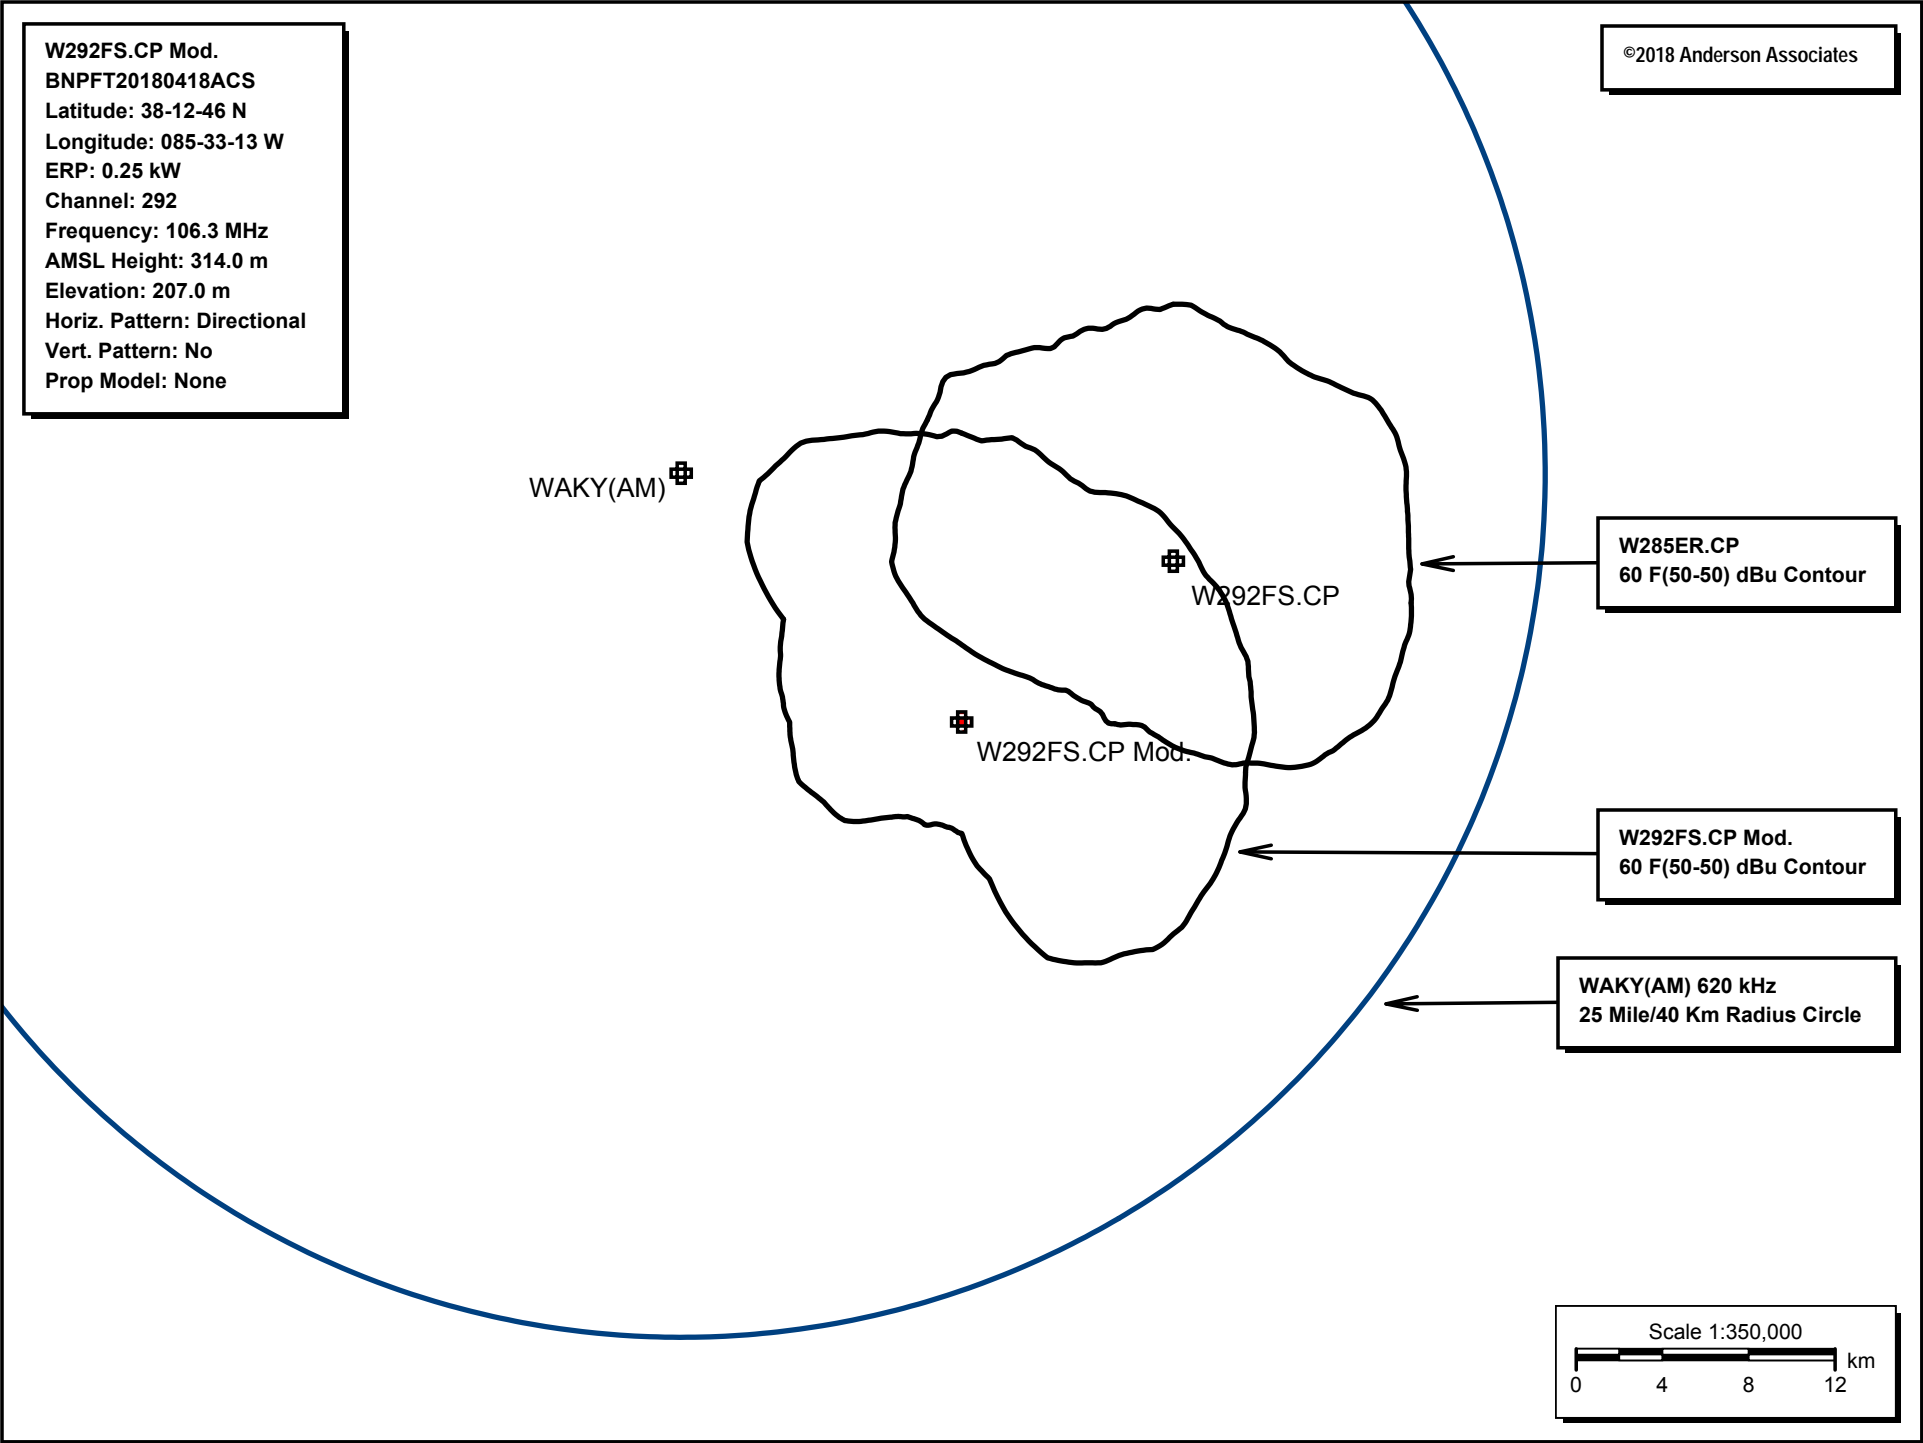 W292FS.CP Mod.
BNPFT20180418ACS
Latitude: 38-12-46 N
Longitude: 085-33-13 W
ERP: 0.25 kW
Channel: 292
Frequency: 106.3 MHz
AMSL Height: 314.0 m
Elevation: 207.0 m
Horiz. Pattern: Directional
Vert. Pattern: No
Prop Model: None
©2018 Anderson Associates
WAKY(AM)
W292FS.CP
W292FS.CP Mod.
W285ER.CP
60 F(50-50) dBu Contour
W292FS.CP Mod.
60 F(50-50) dBu Contour
WAKY(AM) 620 kHz
25 Mile/40 Km Radius Circle
Scale 1:350,000
km
0 4 8 12